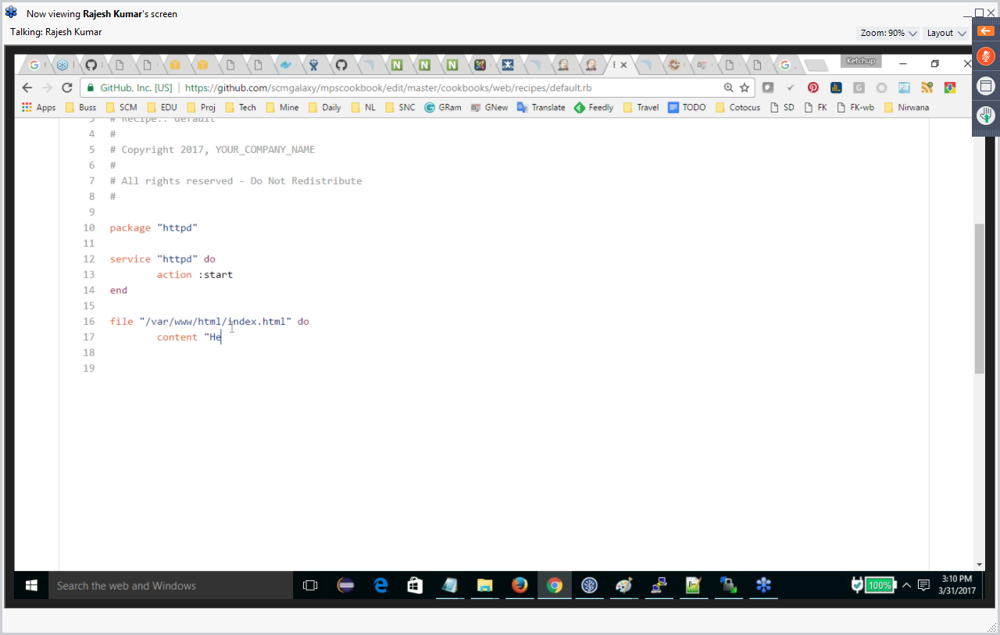 Now viewing Rajesh Kumar's screen
Talking: Rajesh Kumar
Zoom: 90% Layout
Ketchup
GitHub, Inc. [US] https://github.com/scmgalaxy/mpscookbook/edit/master/cookbooks/web/recipes/default.rb
Apps Buss SCM EDU Proj Tech Mine Daily NL SNC GRam GNew Translate Feedly Travel TODO Cotocus SD FK FK-wb Nirwana
3 # Recipe:: default
4 #
5 # Copyright 2017, YOUR_COMPANY_NAME
6 #
7 # All rights reserved - Do Not Redistribute
8 #
9
10 package "httpd"
11
12 service "httpd" do
13 action :start
14 end
15
16 file "/var/www/html/index.html" do
17 content "He
18
19
Search the web and Windows
100%
3:10 PM
3/31/2017